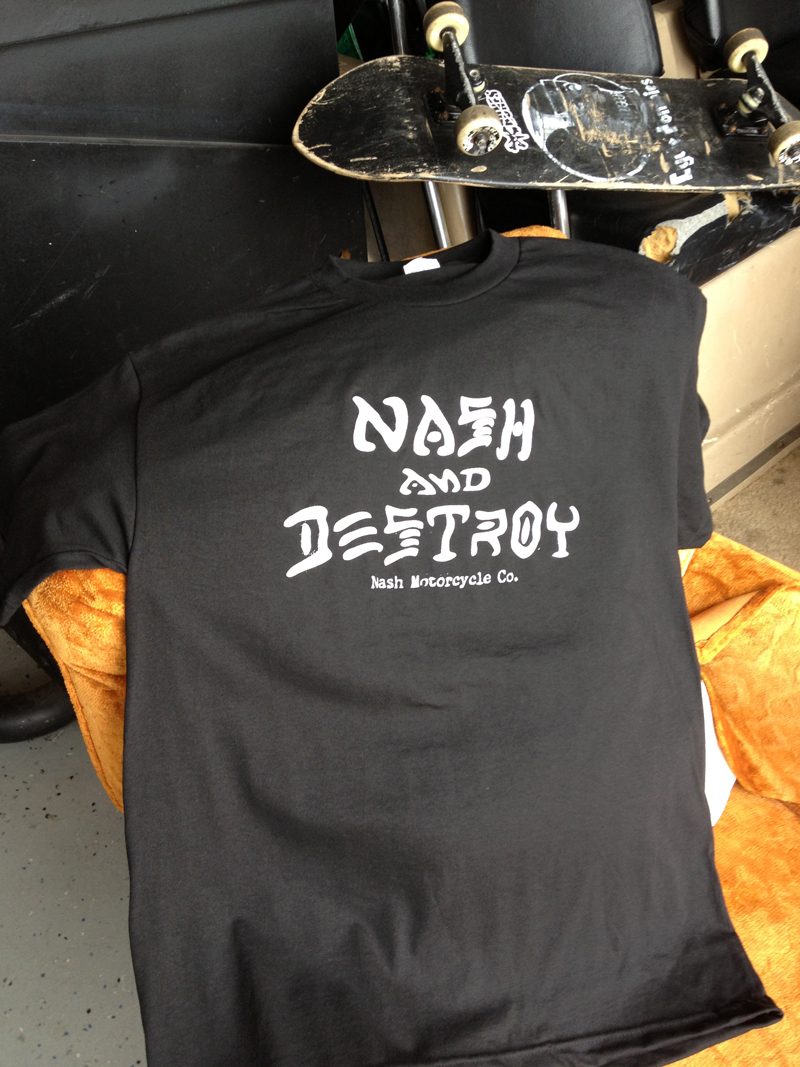 NASH
AND
DESTROY
Nash Motorcycle Co.